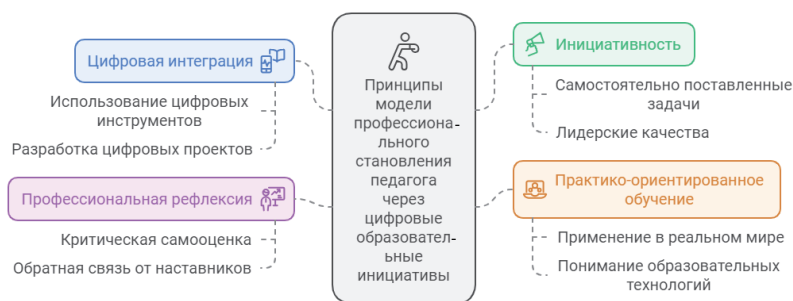 Цифровая интеграция
Использование цифровых
инструментов
Разработка цифровых проектов
Профессиональная рефлексия
Критическая самооценка
Обратная связь от наставников
Принципы
модели
профессиона-
льного
становления
педагога
через
цифровые
образовател-
ьные
инициативы
Инициативность
Самостоятельно поставленные
задачи
Лидерские качества
Практико-ориентированное
обучение
Применение в реальном мире
Понимание образовательных
технологий